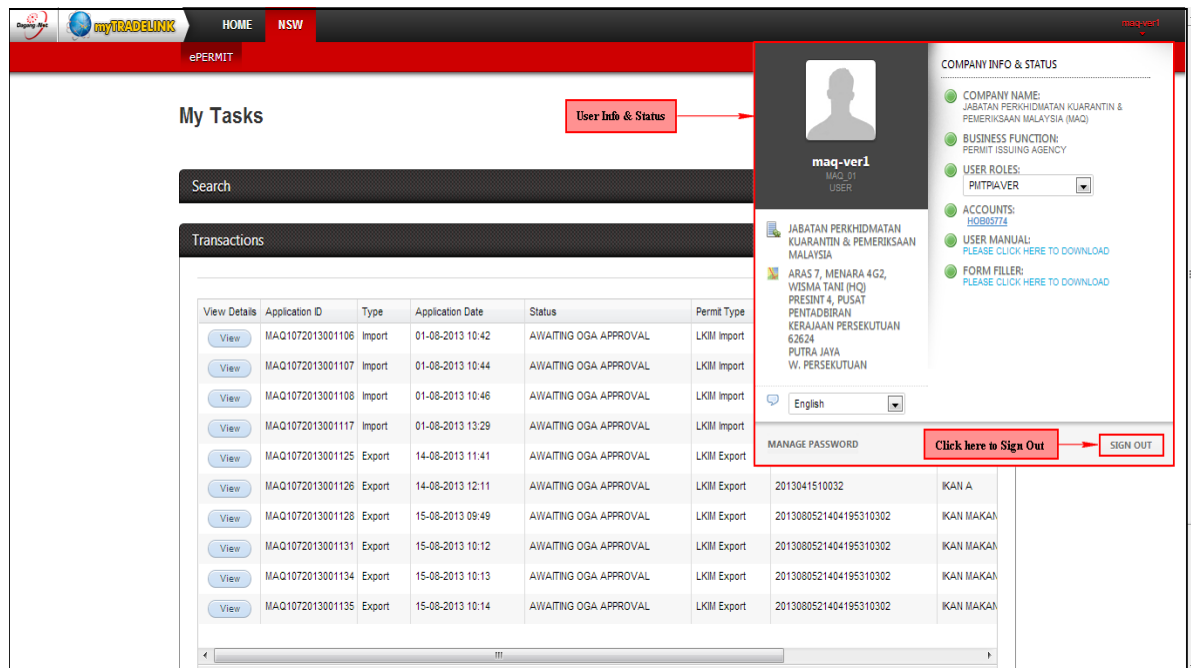 Dagang Net
myTRADELINK
HOME
NSW
maq-ver1
ePERMIT
My Tasks
User Info & Status
Search
Transactions
View Details Application ID Type Application Date Status Permit Type
View MAQ1072013001106 Import 01-08-2013 10:42 AWAITING OGA APPROVAL LKIM Import
View MAQ1072013001107 Import 01-08-2013 10:44 AWAITING OGA APPROVAL LKIM Import
View MAQ1072013001108 Import 01-08-2013 10:46 AWAITING OGA APPROVAL LKIM Import
View MAQ1072013001117 Import 01-08-2013 13:29 AWAITING OGA APPROVAL LKIM Import
View MAQ1072013001125 Export 14-08-2013 11:41 AWAITING OGA APPROVAL LKIM Export
View MAQ1072013001126 Export 14-08-2013 12:11 AWAITING OGA APPROVAL LKIM Export 2013041510032 IKAN A
View MAQ1072013001128 Export 15-08-2013 09:49 AWAITING OGA APPROVAL LKIM Export 2013080521404195310302 IKAN MAKAN
View MAQ1072013001131 Export 15-08-2013 10:12 AWAITING OGA APPROVAL LKIM Export 2013080521404195310302 IKAN MAKAN
View MAQ1072013001134 Export 15-08-2013 10:13 AWAITING OGA APPROVAL LKIM Export 2013080521404195310302 IKAN MAKAN
View MAQ1072013001135 Export 15-08-2013 10:14 AWAITING OGA APPROVAL LKIM Export 2013080521404195310302 IKAN MAKAN
maq-ver1
MAQ_01
USER
JABATAN PERKHIDMATAN
KUARANTIN & PEMERIKSAAN
MALAYSIA
ARAS 7, MENARA 4G2,
WISMA TANI (HQ)
PRESINT 4, PUSAT
PENTADBIRAN
KERAJAAN PERSEKUTUAN
62624
PUTRA JAYA
W. PERSEKUTUAN
English
COMPANY INFO & STATUS
COMPANY NAME:
JABATAN PERKHIDMATAN KUARANTIN &
PEMERIKSAAN MALAYSIA (MAQ)
BUSINESS FUNCTION:
PERMIT ISSUING AGENCY
USER ROLES:
PMTPIAVER
ACCOUNTS:
HOB05774
USER MANUAL:
PLEASE CLICK HERE TO DOWNLOAD
FORM FILLER:
PLEASE CLICK HERE TO DOWNLOAD
MANAGE PASSWORD
Click here to Sign Out
SIGN OUT